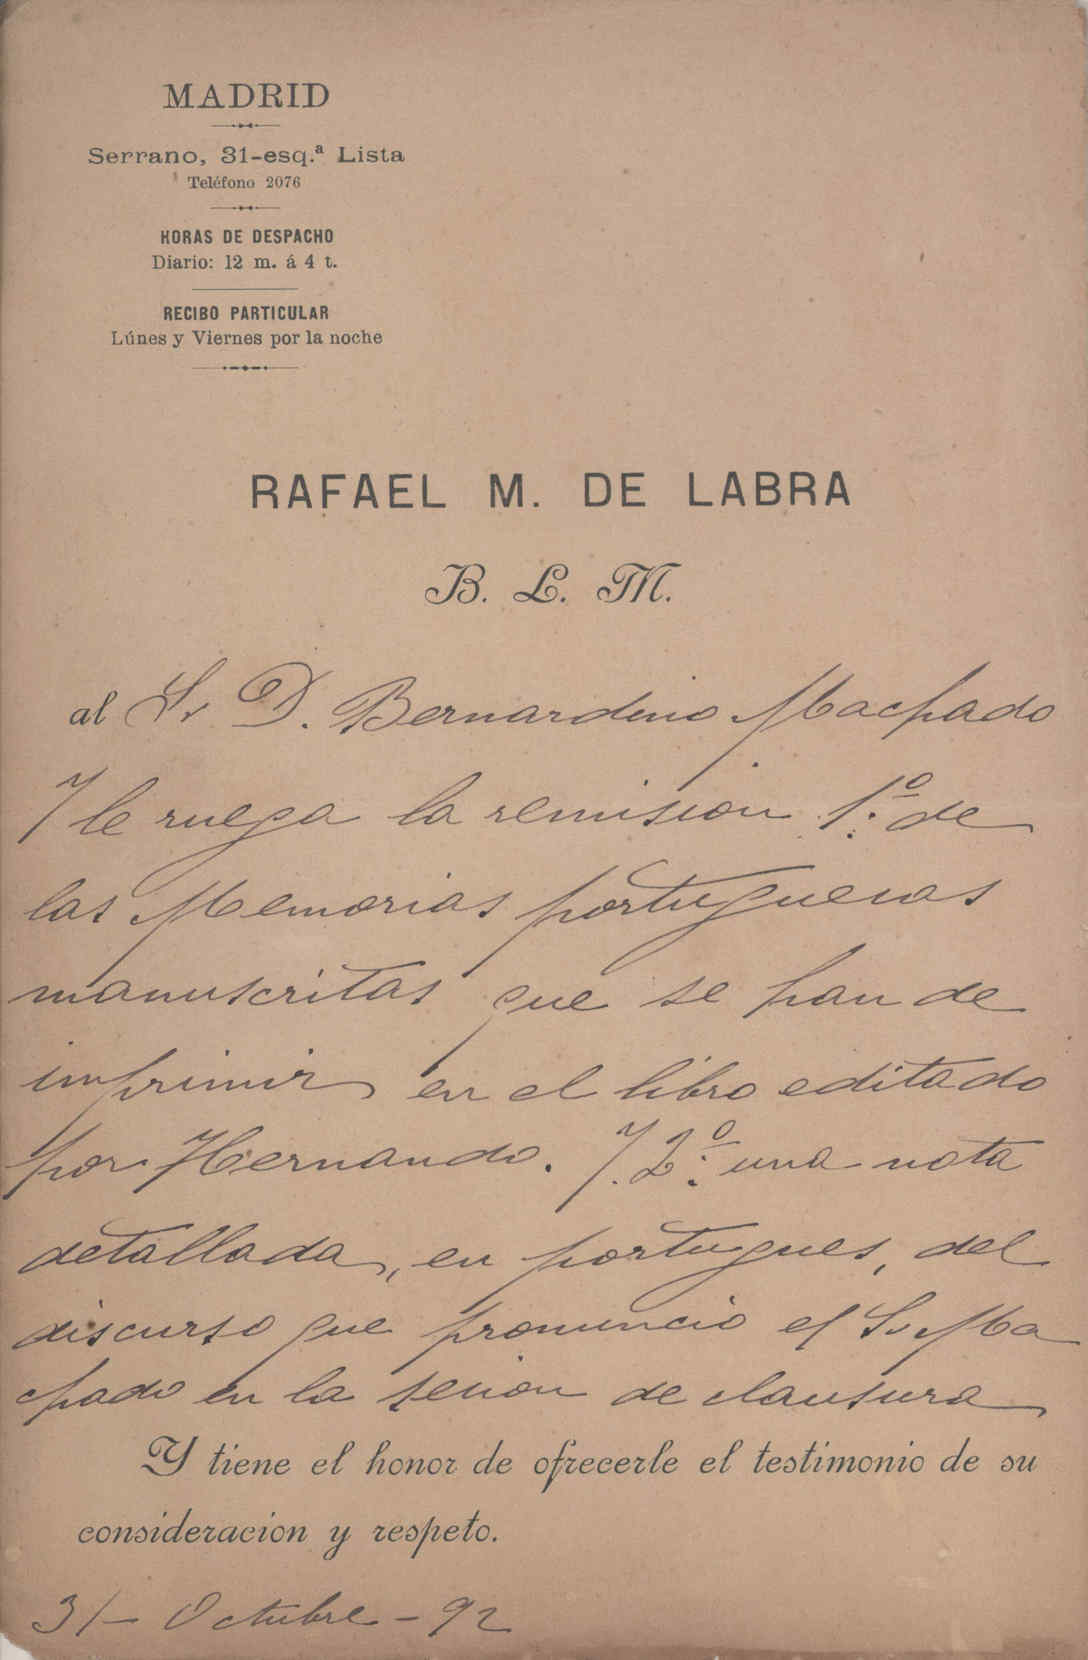 MADRID
Serrano, 31-esq.ª Lista
Teléfono 2076
HORAS DE DESPACHO
Diario: 12 m. á 4 t.
RECIBO PARTICULAR
Lúnes y Viernes por la noche
RAFAEL M. DE LABRA
B. L. M.
al Sr D. Bernardino Machado
y le ruega la remision 1.º de
las Memorias portuguesas
manuscritas que se han de
imprimir en el libro editado
por Hernando. y 2.º una nota
detallada, en portugues, del
discurso que pronunció el Sr Ma
chado en la sesion de clausura
Y tiene el honor de ofrecerle el testimonio de su
consideracion y respeto.
31 - Octubre - 92